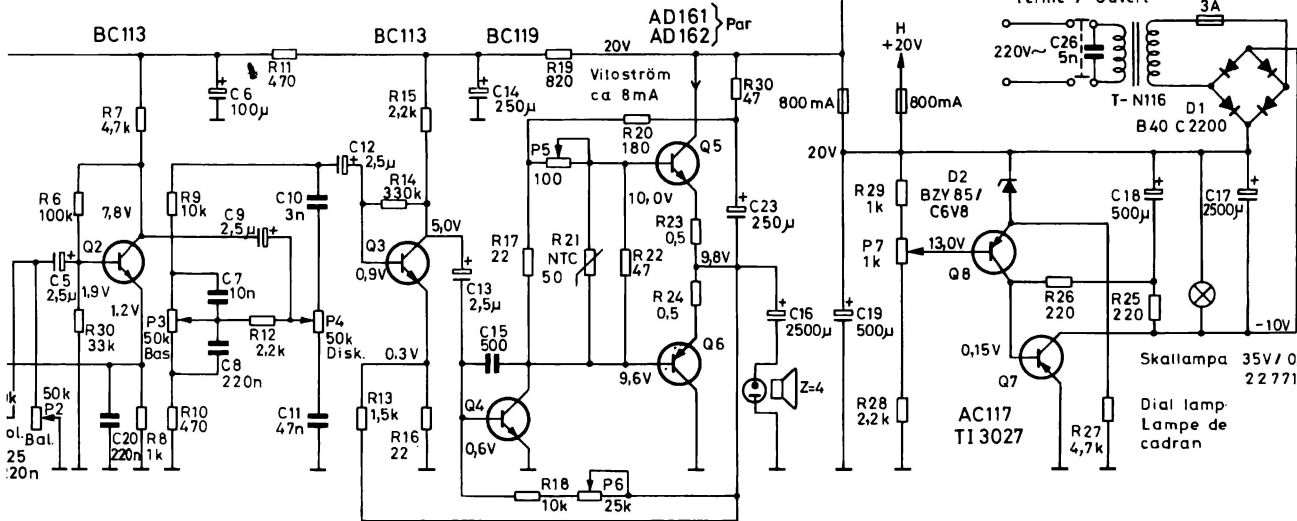 BC113
R11
470
C6
100µ
R7
4,7k
R6
100k
7,8V
R9
10k
C9
2,5µ
C10
3n
C12
2,5µ
Q2
C5
2,5µ
1,9V
1,2V
R30
33k
P3
50k
Bas
C7
10n
C8
220n
R12
2,2k
P4
50k
Disk.
50k
P2
Bal.
ol.
25
20n
C20
220n
R8
1k
R10
470
C11
47n
BC113
BC119
R19
820
20V
AD161
AD162
Par
Viloström
ca 8mA
C14
250µ
R15
2,2k
R14
330k
5,0V
Q3
0,9V
0.3V
C13
2,5µ
C15
500
R13
1,5k
R16
22
Q4
0,6V
R18
10k
P6
25k
R17
22
P5
100
R20
180
R21
NTC
50
R22
47
Q5
10,0V
R23
0,5
9,8V
R24
0,5
Q6
9,6V
R30
47
C23
250µ
C16
2500µ
Z=4
800mA
20V
C19
500µ
H
+20V
800mA
R29
1k
P7
1k
13,0V
R28
2,2k
D2
BZY 85/
C6V8
Q8
R26
220
R25
220
C18
500µ
C17
2500µ
0,15V
Q7
AC117
TI 3027
R27
4,7k
-10V
Skallampa 35V/0
22771
Dial lamp
Lampe de
cadran
220V~
C26
5n
T-N116
3A
D1
B40 C2200